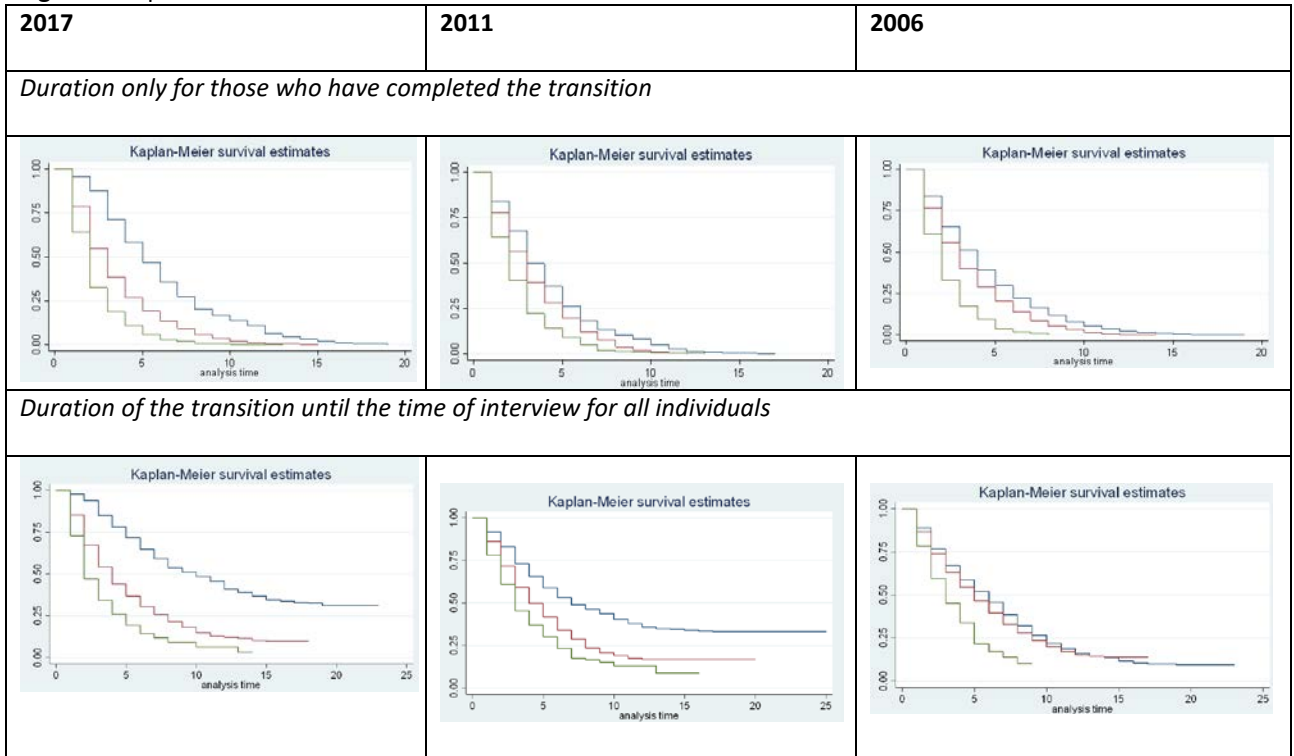 2017 2011 2006
Duration only for those who have completed the transition
Kaplan-Meier survival estimates
1.00
0.75
0.50
0.25
0.00
0 5 10 15 20
analysis time
Kaplan-Meier survival estimates
1.00
0.75
0.50
0.25
0.00
0 5 10 15 20
analysis time
Kaplan-Meier survival estimates
1.00
0.75
0.50
0.25
0.00
0 5 10 15 20
analysis time
Duration of the transition until the time of interview for all individuals
Kaplan-Meier survival estimates
1.00
0.75
0.50
0.25
0.00
0 5 10 15 20 25
analysis time
Kaplan-Meier survival estimates
1.00
0.75
0.50
0.25
0.00
0 5 10 15 20 25
analysis time
Kaplan-Meier survival estimates
1.00
0.75
0.50
0.25
0.00
0 5 10 15 20 25
analysis time